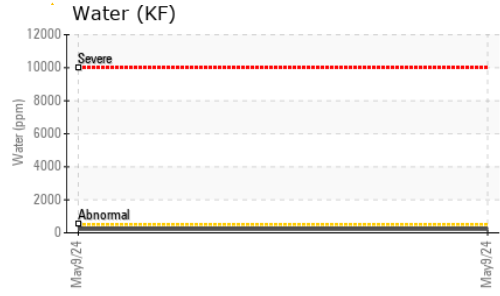 Water (KF)
12000
Severe
10000
8000
6000
4000
2000
Abnormal
0
Water (ppm)
May9/24
May9/24